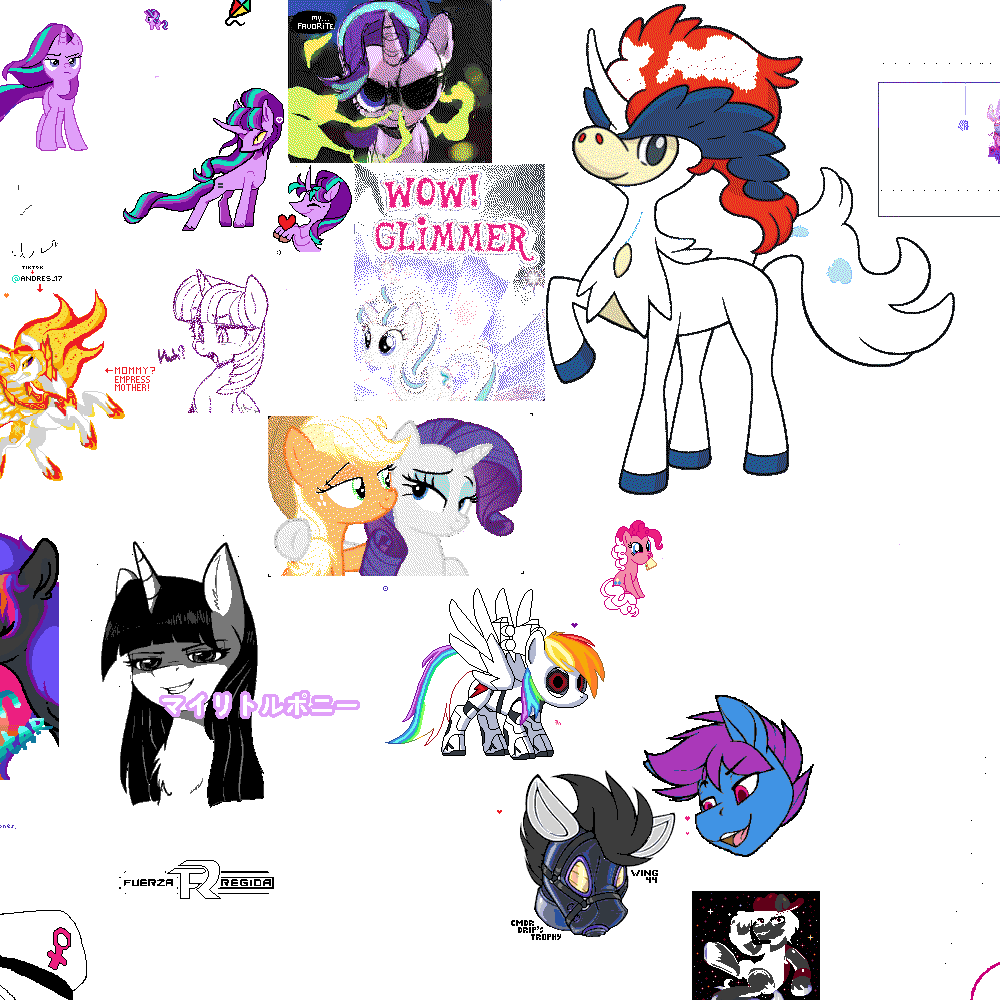 my...
FAVORITE
WOW!
GLIMMER
TIKTOK
@ANDRES_17
←MOMMY?
EMPRESS
MOTHER!
マイリトルポニー
FUERZA R REGIDA
WING
44
CMDR
DRIP'S
TROPHY